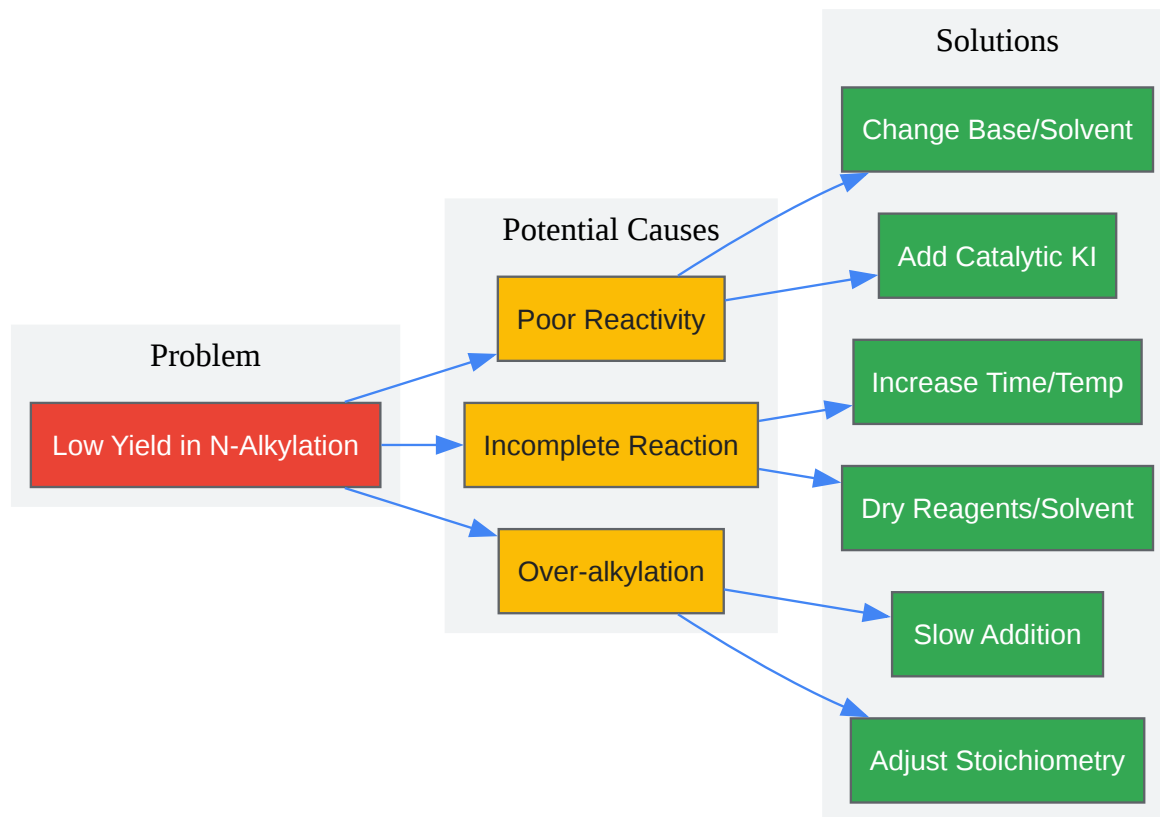 Problem
Low Yield in N-Alkylation
Potential Causes
Poor Reactivity
Incomplete Reaction
Over-alkylation
Solutions
Change Base/Solvent
Add Catalytic KI
Increase Time/Temp
Dry Reagents/Solvent
Slow Addition
Adjust Stoichiometry